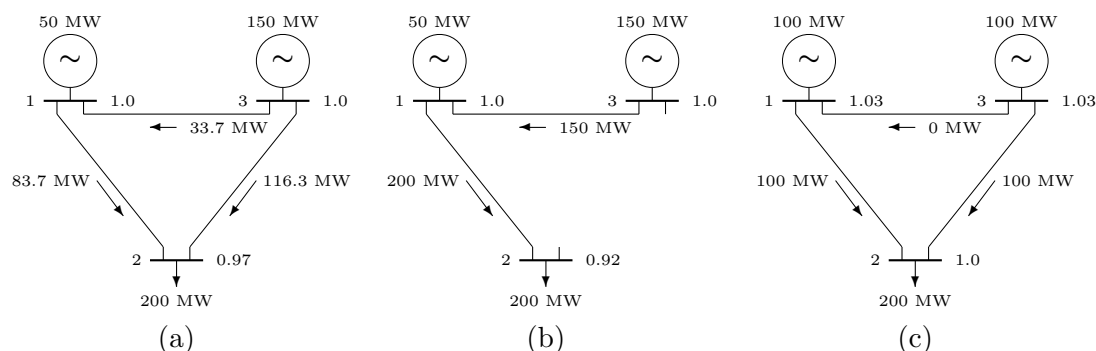 50 MW 150 MW 50 MW 150 MW 100 MW 100 MW
~ ~ ~ ~ ~ ~
1 1.0 3 1.0 1 1.0 3 1.0 1 1.03 3 1.03
33.7 MW 150 MW 0 MW
83.7 MW 116.3 MW 200 MW 100 MW 100 MW
2 0.97 2 0.92 2 1.0
200 MW 200 MW 200 MW
(a) (b) (c)